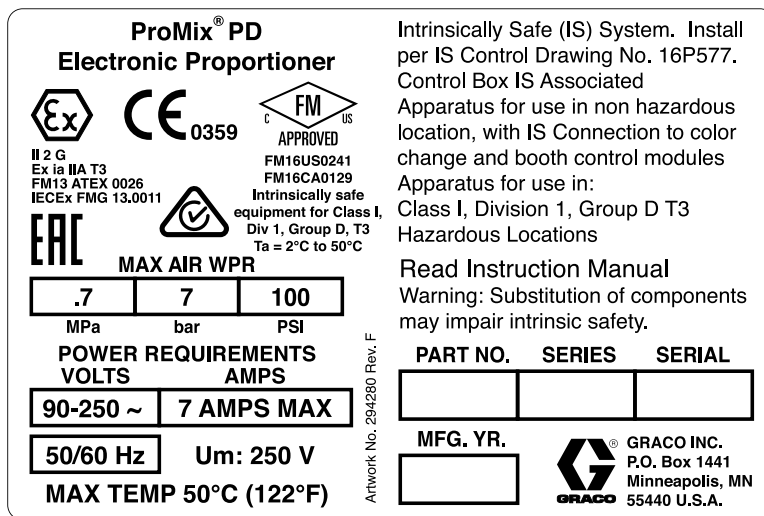 ProMix® PD
Electronic Proportioner
Ex
CE 0359
FM
C US
APPROVED
II 2 G
Ex ia IIA T3
FM13 ATEX 0026
IECEx FMG 13.0011
FM16US0241
FM16CA0129
Intrinsically safe
equipment for Class I,
Div 1, Group D, T3
Ta = 2°C to 50°C
EAC
MAX AIR WPR
.7 7 100
MPa bar PSI
POWER REQUIREMENTS
VOLTS AMPS
90-250 ~ 7 AMPS MAX
50/60 Hz Um: 250 V
MAX TEMP 50°C (122°F)
Artwork No. 294280 Rev. F
Intrinsically Safe (IS) System. Install
per IS Control Drawing No. 16P577.
Control Box IS Associated
Apparatus for use in non hazardous
location, with IS Connection to color
change and booth control modules
Apparatus for use in:
Class I, Division 1, Group D T3
Hazardous Locations
Read Instruction Manual
Warning: Substitution of components
may impair intrinsic safety.
PART NO. SERIES SERIAL
MFG. YR.
G ®
GRACO
GRACO INC.
P.O. Box 1441
Minneapolis, MN
55440 U.S.A.